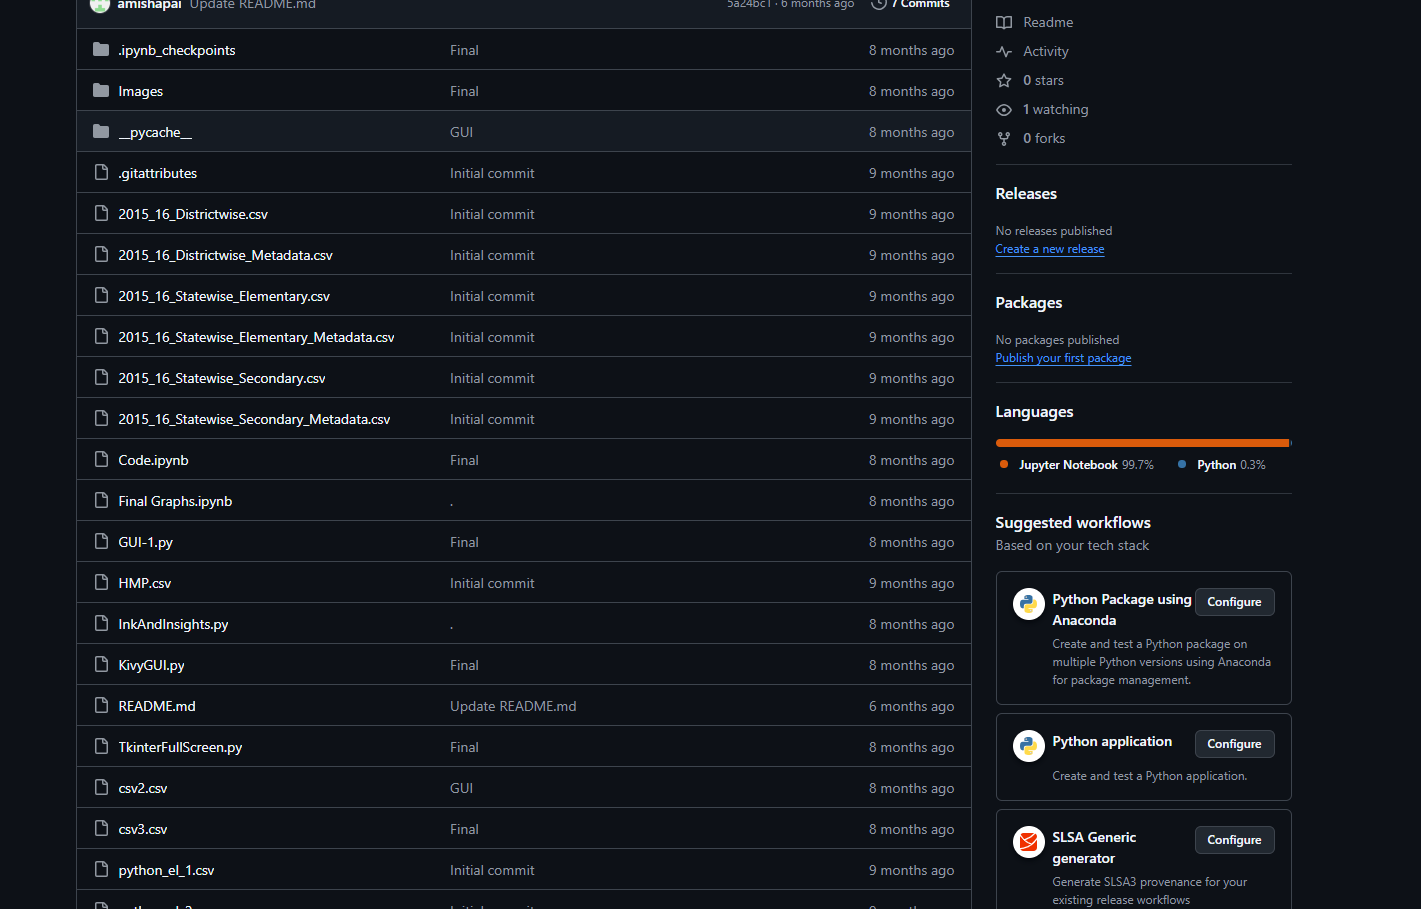 amishapai Update README.md 5a24bc1 · 6 months ago 7 Commits
.ipynb_checkpoints Final 8 months ago
Images Final 8 months ago
__pycache__ GUI 8 months ago
.gitattributes Initial commit 9 months ago
2015_16_Districtwise.csv Initial commit 9 months ago
2015_16_Districtwise_Metadata.csv Initial commit 9 months ago
2015_16_Statewise_Elementary.csv Initial commit 9 months ago
2015_16_Statewise_Elementary_Metadata.csv Initial commit 9 months ago
2015_16_Statewise_Secondary.csv Initial commit 9 months ago
2015_16_Statewise_Secondary_Metadata.csv Initial commit 9 months ago
Code.ipynb Final 8 months ago
Final Graphs.ipynb . 8 months ago
GUI-1.py Final 8 months ago
HMP.csv Initial commit 9 months ago
InkAndInsights.py . 8 months ago
KivyGUI.py Final 8 months ago
README.md Update README.md 6 months ago
TkinterFullScreen.py Final 8 months ago
csv2.csv GUI 8 months ago
csv3.csv Final 8 months ago
python_el_1.csv Initial commit 9 months ago
Readme
Activity
0 stars
1 watching
0 forks
Releases
No releases published
Create a new release
Packages
No packages published
Publish your first package
Languages
Jupyter Notebook 99.7% Python 0.3%
Suggested workflows
Based on your tech stack
Python Package using
Anaconda
Configure
Create and test a Python package on
multiple Python versions using Anaconda
for package management.
Python application
Configure
Create and test a Python application.
SLSA Generic
generator
Configure
Generate SLSA3 provenance for your
existing release workflows